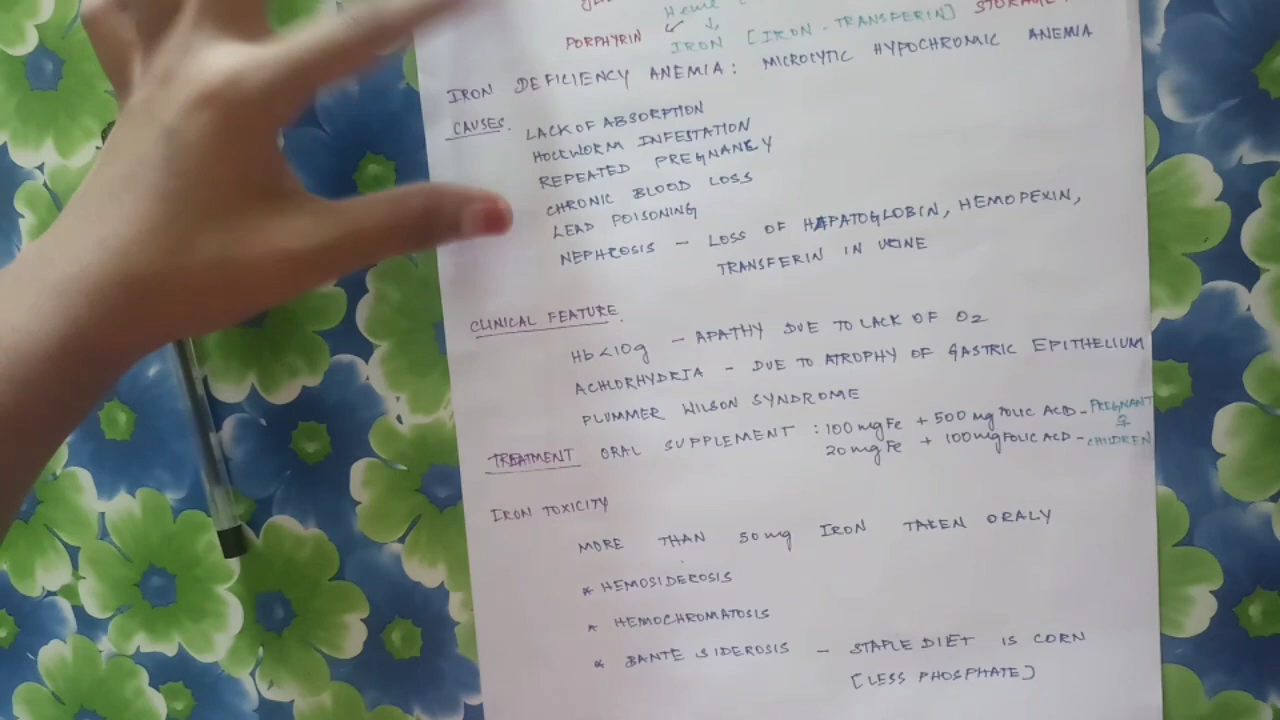 Heme
PORPHYRIN IRON [IRON - TRANSFERIN] STORAGE
IRON DEFICIENCY ANEMIA: MICROCYTIC HYPOCHROMIC ANEMIA
CAUSES. LACK OF ABSORPTION
HOOKWORM INFESTATION
REPEATED PREGNANCY
CHRONIC BLOOD LOSS
LEAD POISONING
NEPHROSIS - LOSS OF HAPATOGLOBIN, HEMOPEXIN,
TRANSFERIN IN URINE
CLINICAL FEATURE.
Hb<10g - APATHY DUE TO LACK OF O2
ACHLORHYDRIA - DUE TO ATROPHY OF GASTRIC EPITHELIUM
PLUMMER WILSON SYNDROME
TREATMENT ORAL SUPPLEMENT : 100mg Fe + 500 mg FOLIC ACID - PREGNANT ♀
20mg Fe + 100mg FOLIC ACID - CHILDREN
IRON TOXICITY
MORE THAN 50mg IRON TAKEN ORALY
* HEMOSIDEROSIS
* HEMOCHROMATOSIS
* BANTE SIDEROSIS - STAPLE DIET IS CORN
[LESS PHOSPHATE]